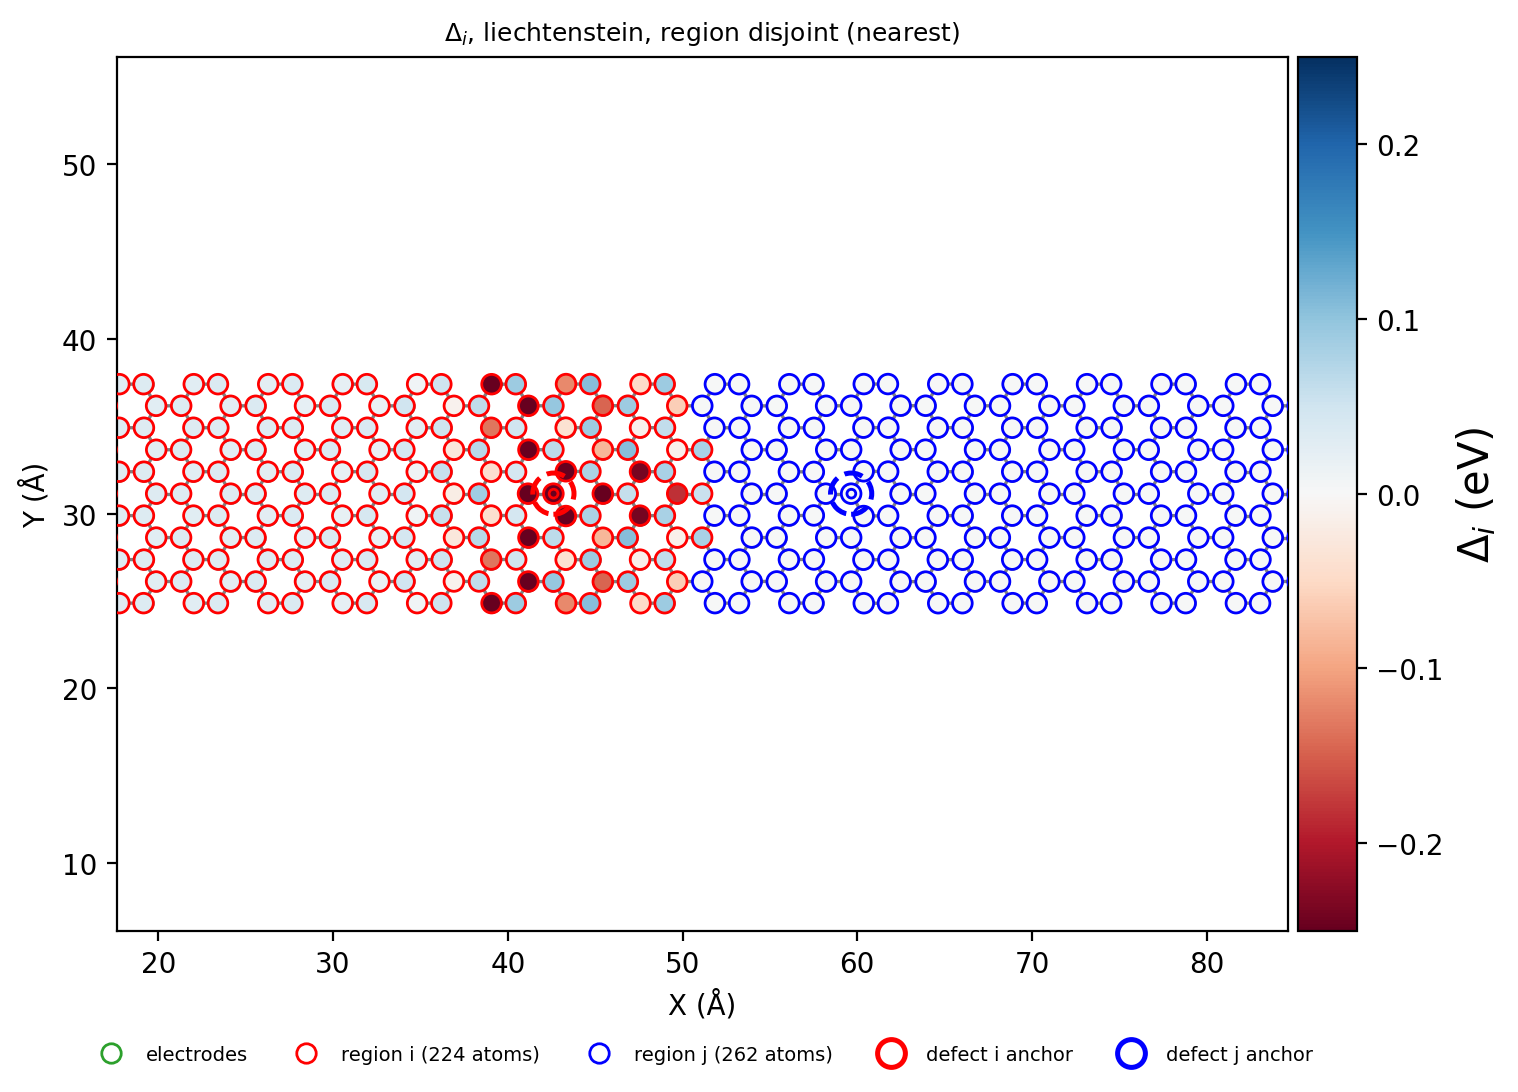 Δi, liechtenstein, region disjoint (nearest)
50
40
30
20
10
Y (Å)
20 30 40 50 60 70 80
X (Å)
0.2
0.1
0.0
−0.1
−0.2
Δi (eV)
electrodes region i (224 atoms) region j (262 atoms) defect i anchor defect j anchor